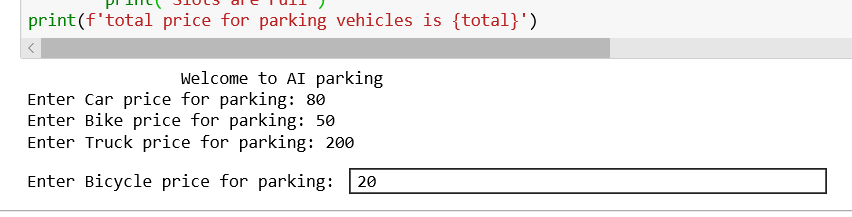 print("Slots are Full")
print(f'total price for parking vehicles is {total}')
Welcome to AI parking
Enter Car price for parking: 80
Enter Bike price for parking: 50
Enter Truck price for parking: 200
Enter Bicycle price for parking: 20